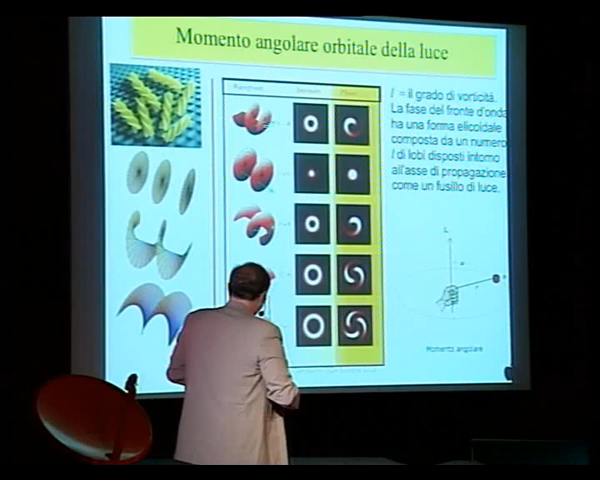 Momento angolare orbitale della luce
l = il grado di vorticità.
La fase del fronte d'onda
ha una forma elicoidale
composta da un numero
l di lobi disposti intorno
all'asse di propagazione
come un fusillo di luce.
Momento angolare